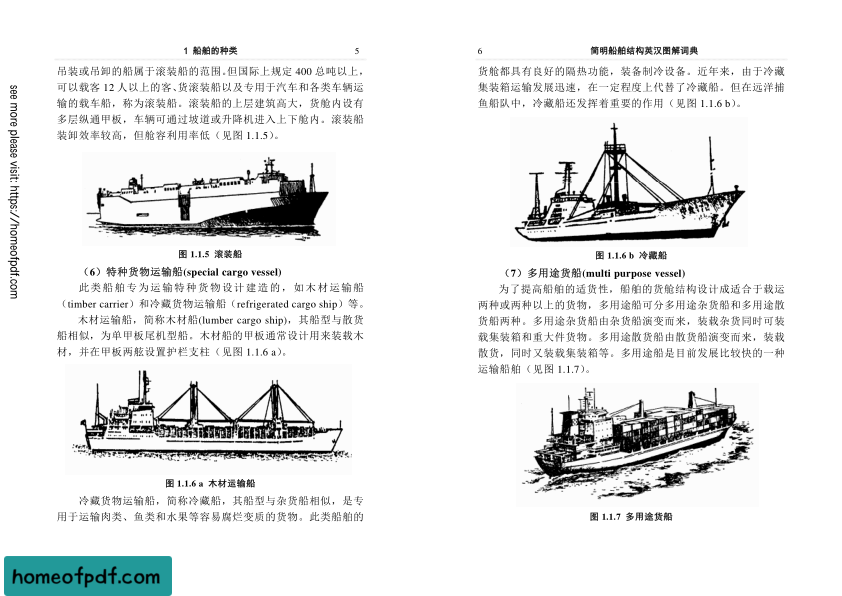 1 船舶的种类 5
吊装或吊卸的船属于滚装船的范围。但国际上规定 400 总吨以上，
可以载客 12 人以上的客、货滚装船以及专用于汽车和各类车辆运
输的载车船，称为滚装船。滚装船的上层建筑高大，货舱内设有
多层纵通甲板，车辆可通过坡道或升降机进入上下舱内。滚装船
装卸效率较高，但舱容利用率低（见图 1.1.5）。
图 1.1.5 滚装船
（6）特种货物运输船(special cargo vessel)
此类船舶专为运输特种货物设计建造的，如木材运输船
（timber carrier）和冷藏货物运输船（refrigerated cargo ship）等。
木材运输船，简称木材船(lumber cargo ship)，其船型与散货
船相似，为单甲板尾机型船。木材船的甲板通常设计用来装载木
材，并在甲板两舷设置护栏支柱（见图 1.1.6 a）。
图 1.1.6 a 木材运输船
冷藏货物运输船，简称冷藏船，其船型与杂货船相似，是专
用于运输肉类、鱼类和水果等容易腐烂变质的货物。此类船舶的
6 简明船舶结构英汉图解词典
货舱都具有良好的隔热功能，装备制冷设备。近年来，由于冷藏
集装箱运输发展迅速，在一定程度上代替了冷藏船。但在远洋捕
鱼船队中，冷藏船还发挥着重要的作用（见图 1.1.6 b）。
图 1.1.6 b 冷藏船
（7）多用途货船(multi purpose vessel)
为了提高船舶的适货性，船舶的货舱结构设计成适合于载运
两种或两种以上的货物，多用途船可分多用途杂货船和多用途散
货船两种。多用途杂货船由杂货船演变而来，装载杂货同时可装
载集装箱和重大件货物。多用途散货船由散货船演变而来，装载
散货，同时又装载集装箱等。多用途船是目前发展比较快的一种
运输船舶（见图 1.1.7）。
图 1.1.7 多用途货船
see more please visit: https://homeofpdf.com
homeofpdf.com